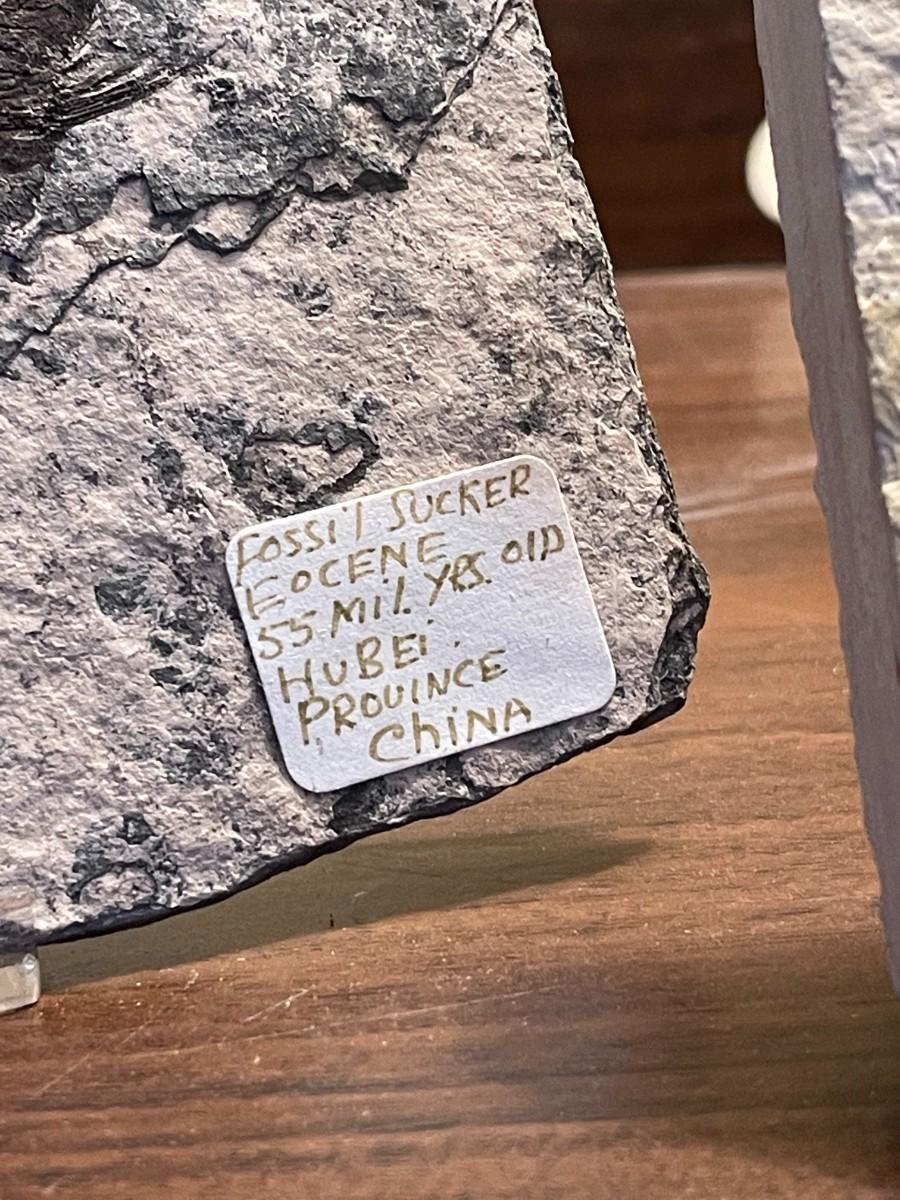 FOSSil SUCKER
EOCENE
55 Mil. YRS. OlD
HUBEi
PROVINCE
ChiNA